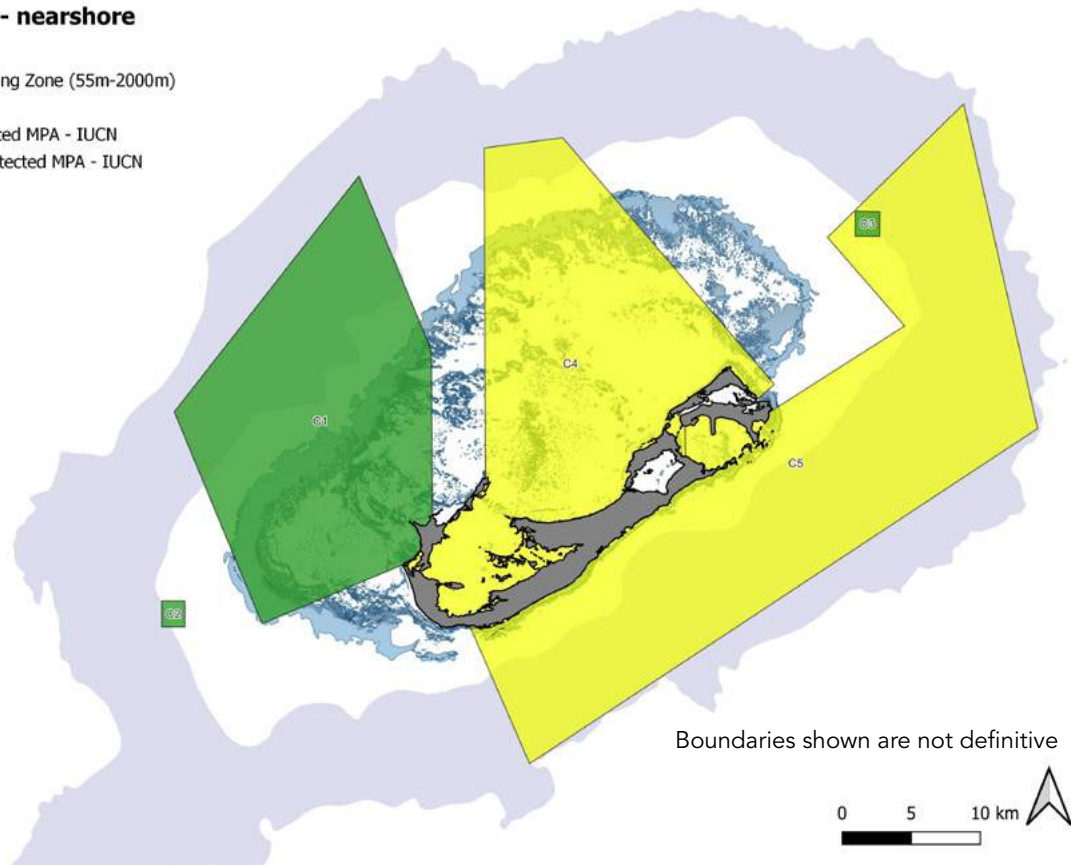 - nearshore
ng Zone (55m-2000m)
ted MPA - IUCN
tected MPA - IUCN
C3
C4
C1
C5
C2
Boundaries shown are not definitive
0 5 10 km